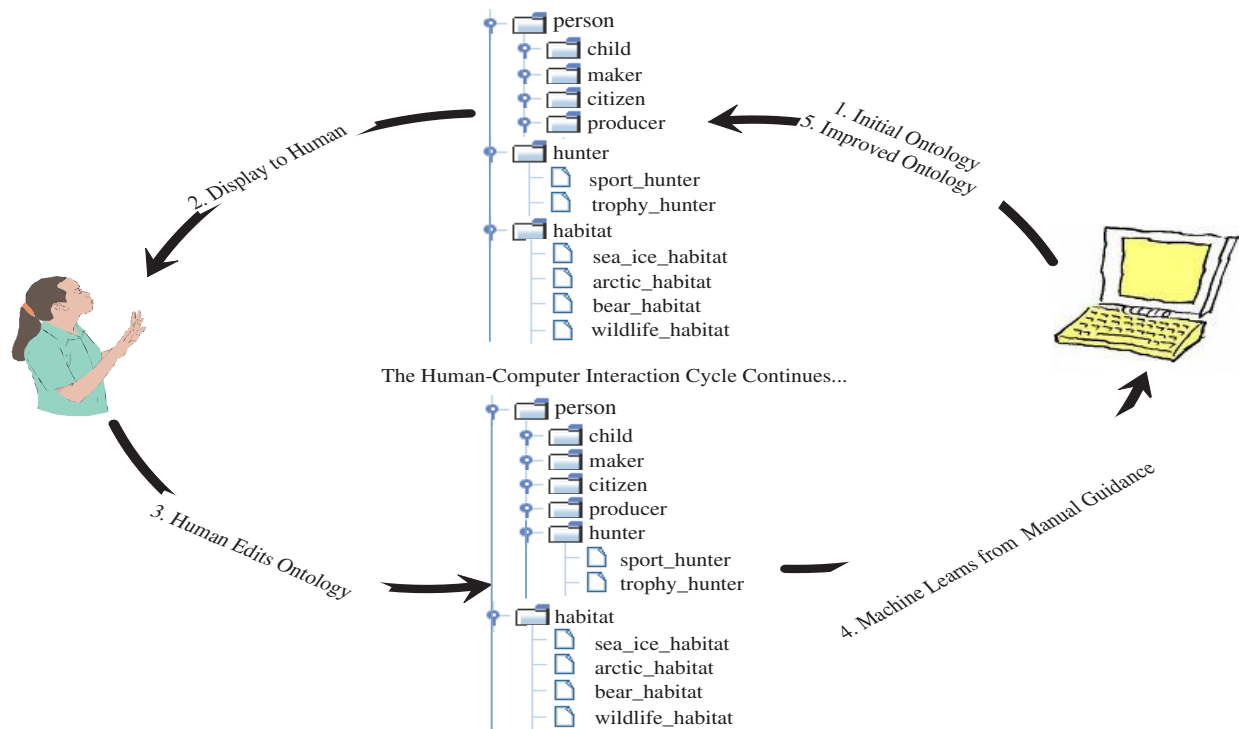 person
child
maker
citizen
producer
hunter
sport_hunter
trophy_hunter
habitat
sea_ice_habitat
arctic_habitat
bear_habitat
wildlife_habitat
1. Initial Ontology
5. Improved Ontology
2. Display to Human
The Human-Computer Interaction Cycle Continues...
person
child
maker
citizen
producer
hunter
sport_hunter
trophy_hunter
habitat
sea_ice_habitat
arctic_habitat
bear_habitat
wildlife_habitat
3. Human Edits Ontology
4. Machine Learns from Manual Guidance